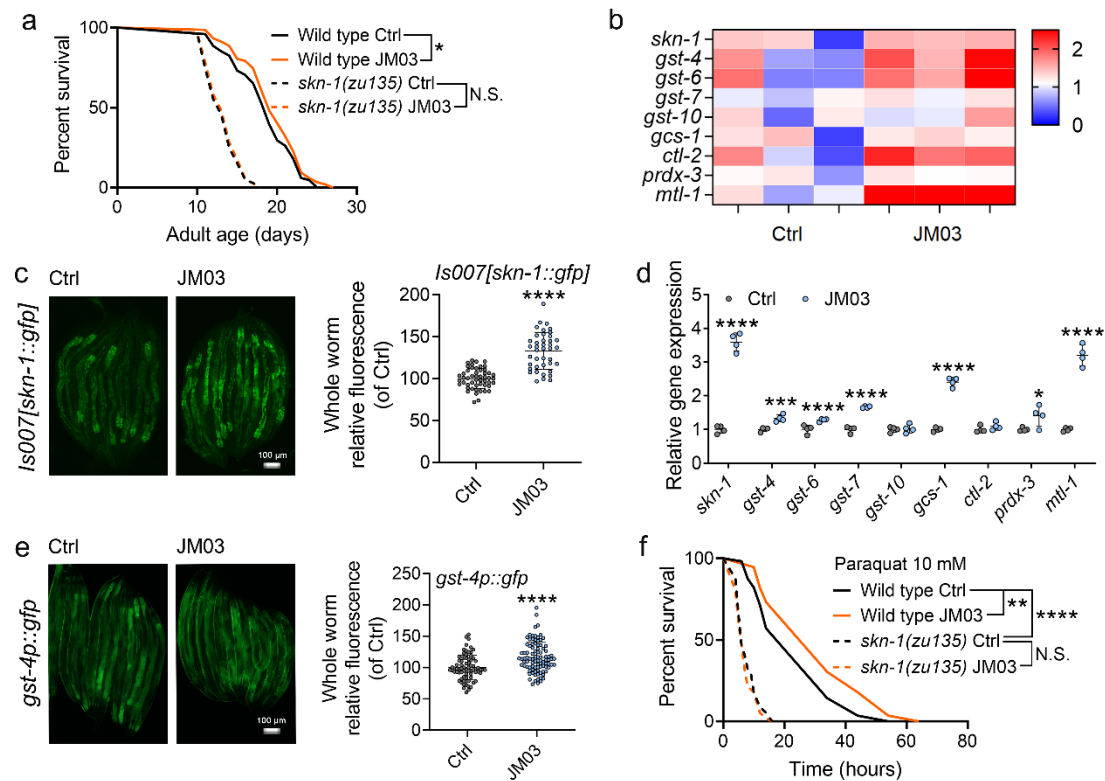 a
Percent survival
100
50
0
0
10
20
30
Adult age (days)
Wild type Ctrl
Wild type JM03
*
skn-1(zu135) Ctrl
skn-1(zu135) JM03
N.S.
b
skn-1
gst-4
gst-6
gst-7
gst-10
gcs-1
ctl-2
prdx-3
mtl-1
Ctrl
JM03
2
1
0
c
Ctrl
JM03
Is007[skn-1::gfp]
100 μm
Is007[skn-1::gfp]
Whole worm
relative fluorescence
(of Ctrl)
200
150
100
50
0
****
Ctrl
JM03
d
Relative gene expression
5
4
3
2
1
0
Ctrl
JM03
****
***
****
****
****
*
****
skn-1
gst-4
gst-6
gst-7
gst-10
gcs-1
ctl-2
prdx-3
mtl-1
e
Ctrl
JM03
gst-4p::gfp
100 μm
gst-4p::gfp
Whole worm
relative fluorescence
(of Ctrl)
250
200
150
100
50
0
****
Ctrl
JM03
f
Percent survival
100
50
0
0
20
40
60
80
Time (hours)
Paraquat 10 mM
Wild type Ctrl
Wild type JM03
**
****
skn-1(zu135) Ctrl
skn-1(zu135) JM03
N.S.